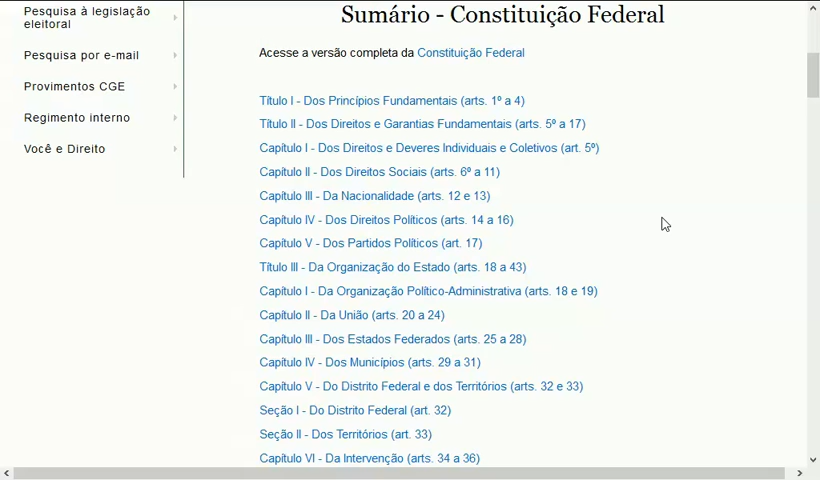 Pesquisa à legislação
eleitoral
Pesquisa por e-mail
Provimentos CGE
Regimento interno
Você e Direito
Sumário - Constituição Federal
Acesse a versão completa da Constituição Federal
Título I - Dos Princípios Fundamentais (arts. 1º a 4)
Título II - Dos Direitos e Garantias Fundamentais (arts. 5º a 17)
Capítulo I - Dos Direitos e Deveres Individuais e Coletivos (art. 5º)
Capítulo II - Dos Direitos Sociais (arts. 6º a 11)
Capítulo III - Da Nacionalidade (arts. 12 e 13)
Capítulo IV - Dos Direitos Políticos (arts. 14 a 16)
Capítulo V - Dos Partidos Políticos (art. 17)
Título III - Da Organização do Estado (arts. 18 a 43)
Capítulo I - Da Organização Político-Administrativa (arts. 18 e 19)
Capítulo II - Da União (arts. 20 a 24)
Capítulo III - Dos Estados Federados (arts. 25 a 28)
Capítulo IV - Dos Municípios (arts. 29 a 31)
Capítulo V - Do Distrito Federal e dos Territórios (arts. 32 e 33)
Seção I - Do Distrito Federal (art. 32)
Seção II - Dos Territórios (art. 33)
Capítulo VI - Da Intervenção (arts. 34 a 36)